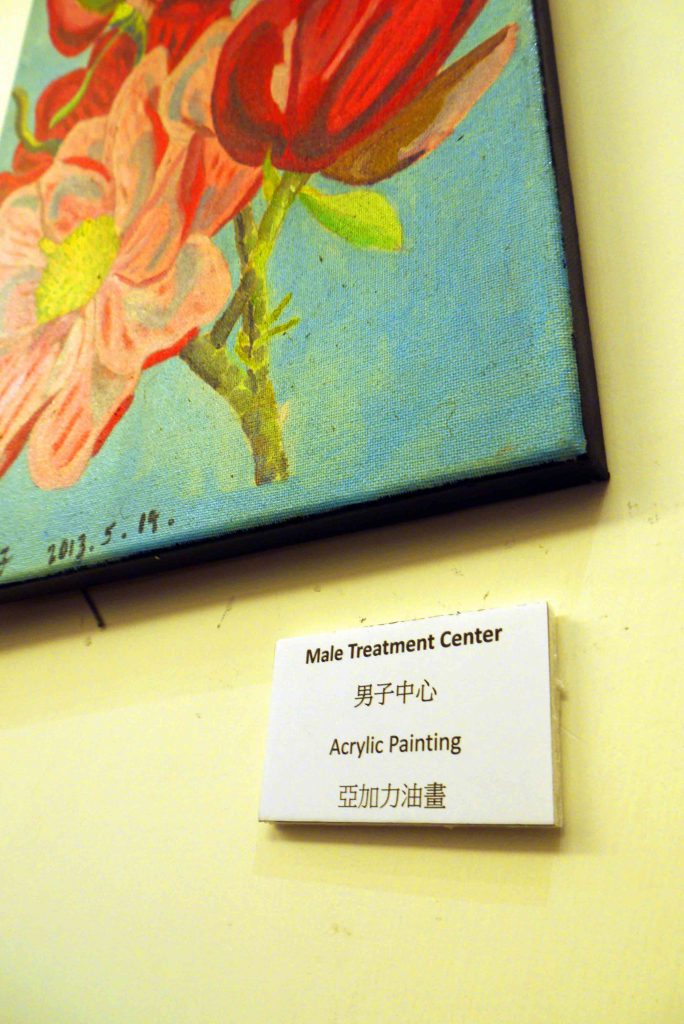 2013.5.19.
Male Treatment Center
男子中心
Acrylic Painting
亞加力油畫